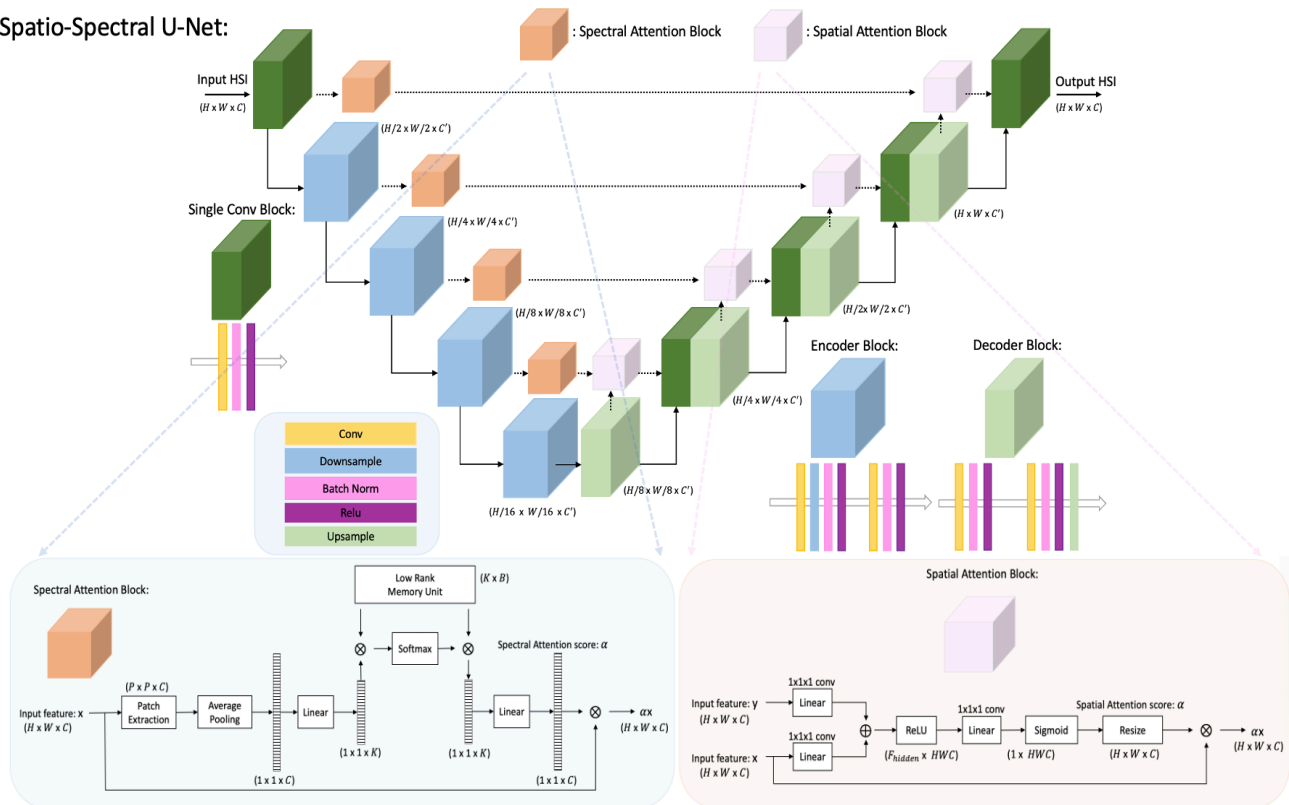 Spatio-Spectral U-Net:
: Spectral Attention Block
: Spatial Attention Block
Input HSI
(H x W x C)
Output HSI
(H x W x C)
(H/2 x W/2 x C')
(H/4 x W/4 x C')
(H/8 x W/8 x C')
(H/16 x W/16 x C')
(H/8 x W/8 x C')
(H/4 x W/4 x C')
(H/2x W/2 x C')
(H x W x C')
Single Conv Block:
Encoder Block:
Decoder Block:
Conv
Downsample
Batch Norm
Relu
Upsample
Spectral Attention Block:
Low Rank
Memory Unit
(K x B)
⊗
Softmax
⊗
Spectral Attention score: α
(P x P x C)
Input feature: x
(H x W x C)
Patch
Extraction
Average
Pooling
(1 x 1 x C)
Linear
(1 x 1 x K)
(1 x 1 x K)
Linear
(1 x 1 x C)
⊗
αx
(H x W x C)
Spatial Attention Block:
1x1x1 conv
Input feature: y
(H x W x C)
Linear
1x1x1 conv
Input feature: x
(H x W x C)
Linear
⊕
ReLU
(F_hidden x HWC)
1x1x1 conv
Linear
Sigmoid
(1 x HWC)
Spatial Attention score: α
Resize
(H x W x C)
⊗
αx
(H x W x C)